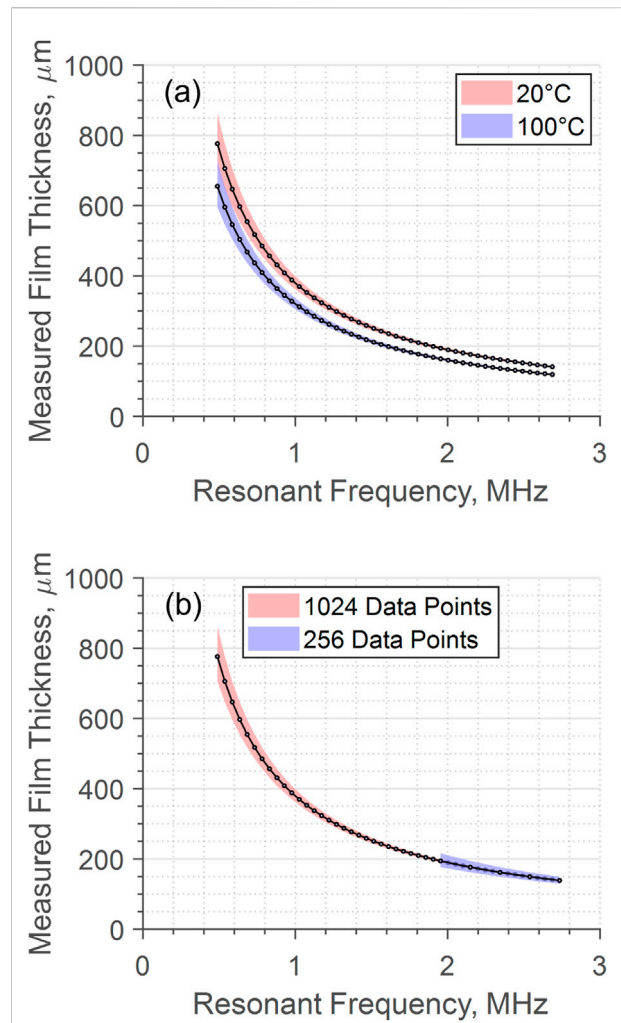 (a)
20°C
100°C
1000
800
600
400
200
0
0 1 2 3
Measured Film Thickness, μm
Resonant Frequency, MHz
(b)
1024 Data Points
256 Data Points
1000
800
600
400
200
0
0 1 2 3
Measured Film Thickness, μm
Resonant Frequency, MHz